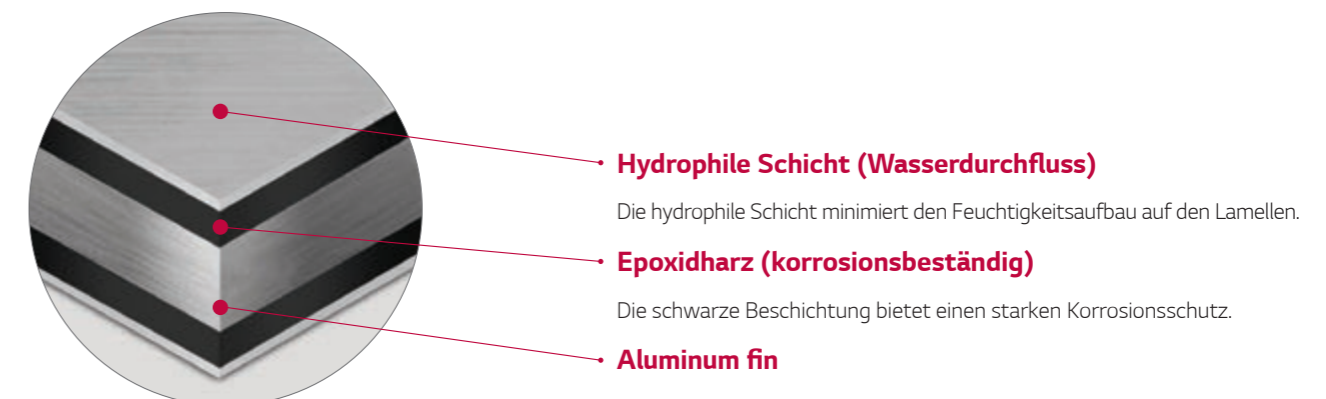 Hydrophile Schicht (Wasserdurchfluss)
Die hydrophile Schicht minimiert den Feuchtigkeitsaufbau auf den Lamellen.
Epoxidharz (korrosionsbeständig)
Die schwarze Beschichtung bietet einen starken Korrosionsschutz.
Aluminum fin